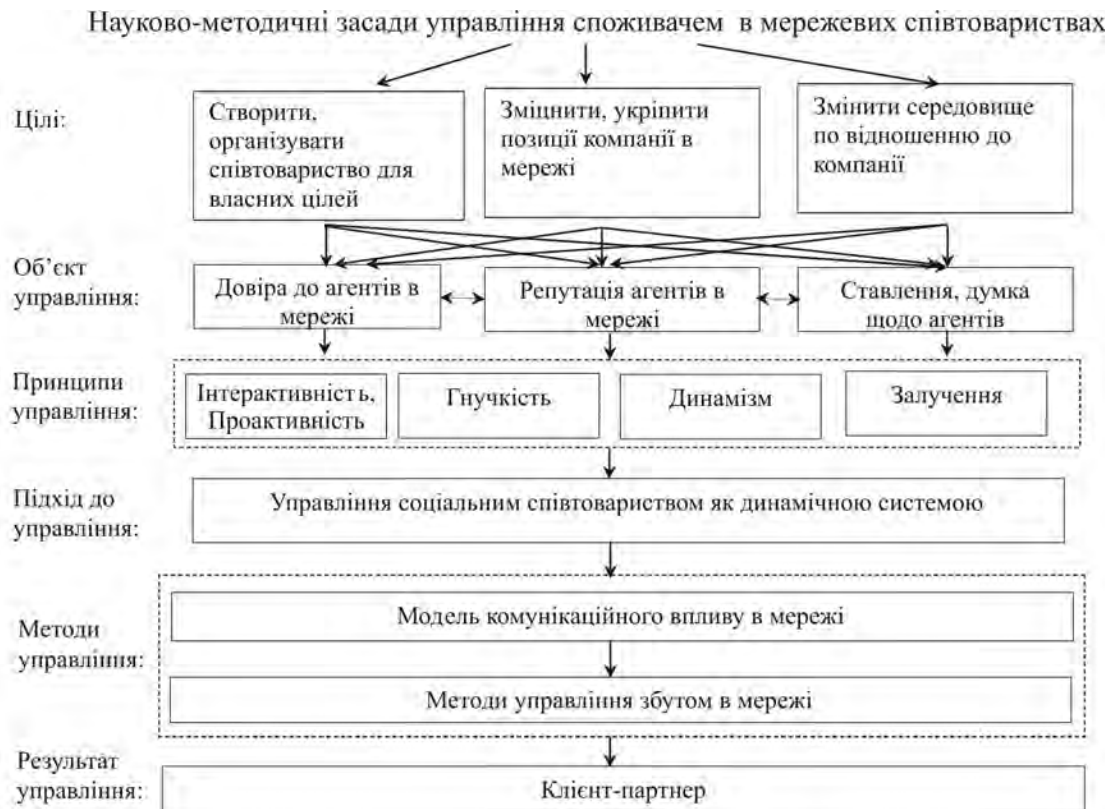 Науково-методичні засади управління споживачем в мережевих співтовариствах
Цілі:
Створити,
організувати
співтовариство для
власних цілей
Зміцнити, укріпити
позиції компанії в
мережі
Змінити середовище
по відношенню до
компанії
Об’єкт
управління:
Довіра до агентів в
мережі
Репутація агентів в
мережі
Ставлення, думка
щодо агентів
Принципи
управління:
Інтерактивність,
Проактивність
Гнучкість
Динамізм
Залучення
Підхід до
управління:
Управління соціальним співтовариством як динамічною системою
Методи
управління:
Модель комунікаційного впливу в мережі
Методи управління збутом в мережі
Результат
управління:
Клієнт-партнер